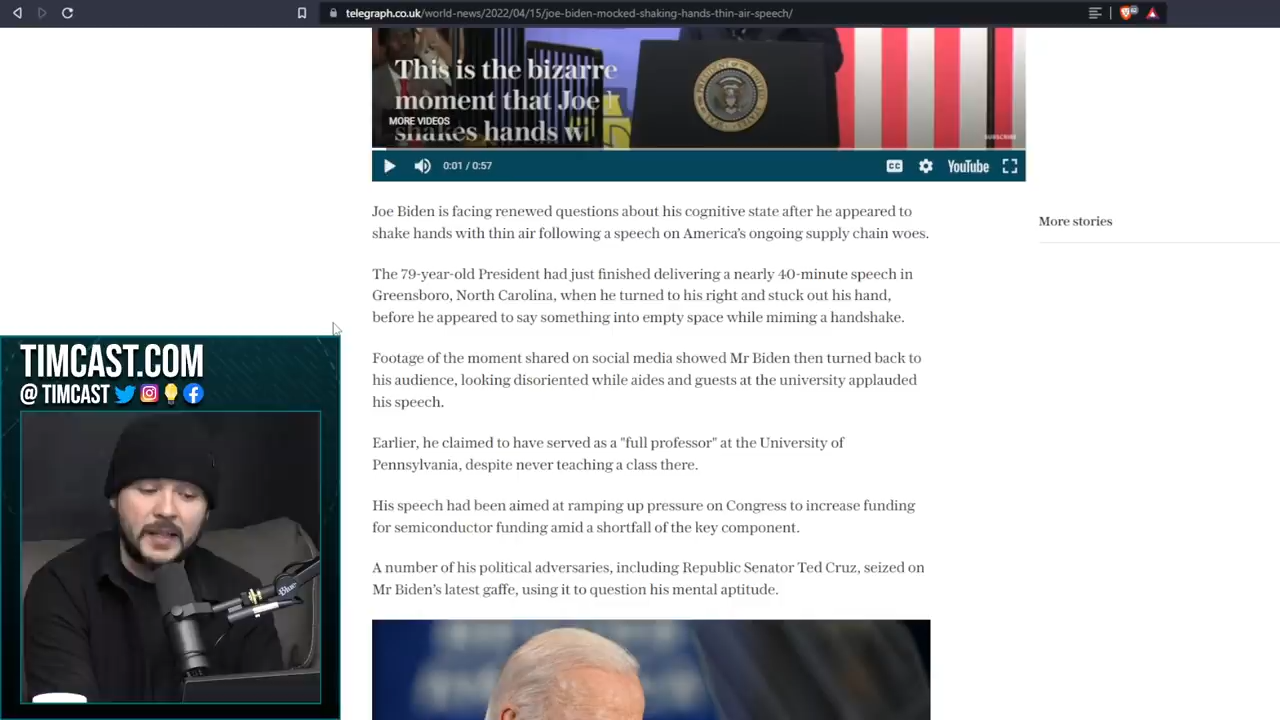 telegraph.co.uk/world-news/2022/04/15/joe-biden-mocked-shaking-hands-thin-air-speech/
This is the bizarre
moment that Joe
MORE VIDEOS
shakes hands w
SUBSCRIBE
0:01 / 0:57
CC
YouTube
Joe Biden is facing renewed questions about his cognitive state after he appeared to
shake hands with thin air following a speech on America's ongoing supply chain woes.
More stories
The 79-year-old President had just finished delivering a nearly 40-minute speech in
Greensboro, North Carolina, when he turned to his right and stuck out his hand,
before he appeared to say something into empty space while miming a handshake.
Footage of the moment shared on social media showed Mr Biden then turned back to
his audience, looking disoriented while aides and guests at the university applauded
his speech.
Earlier, he claimed to have served as a "full professor" at the University of
Pennsylvania, despite never teaching a class there.
His speech had been aimed at ramping up pressure on Congress to increase funding
for semiconductor funding amid a shortfall of the key component.
A number of his political adversaries, including Republic Senator Ted Cruz, seized on
Mr Biden's latest gaffe, using it to question his mental aptitude.
TIMCAST.COM
@ TIMCAST
Blue